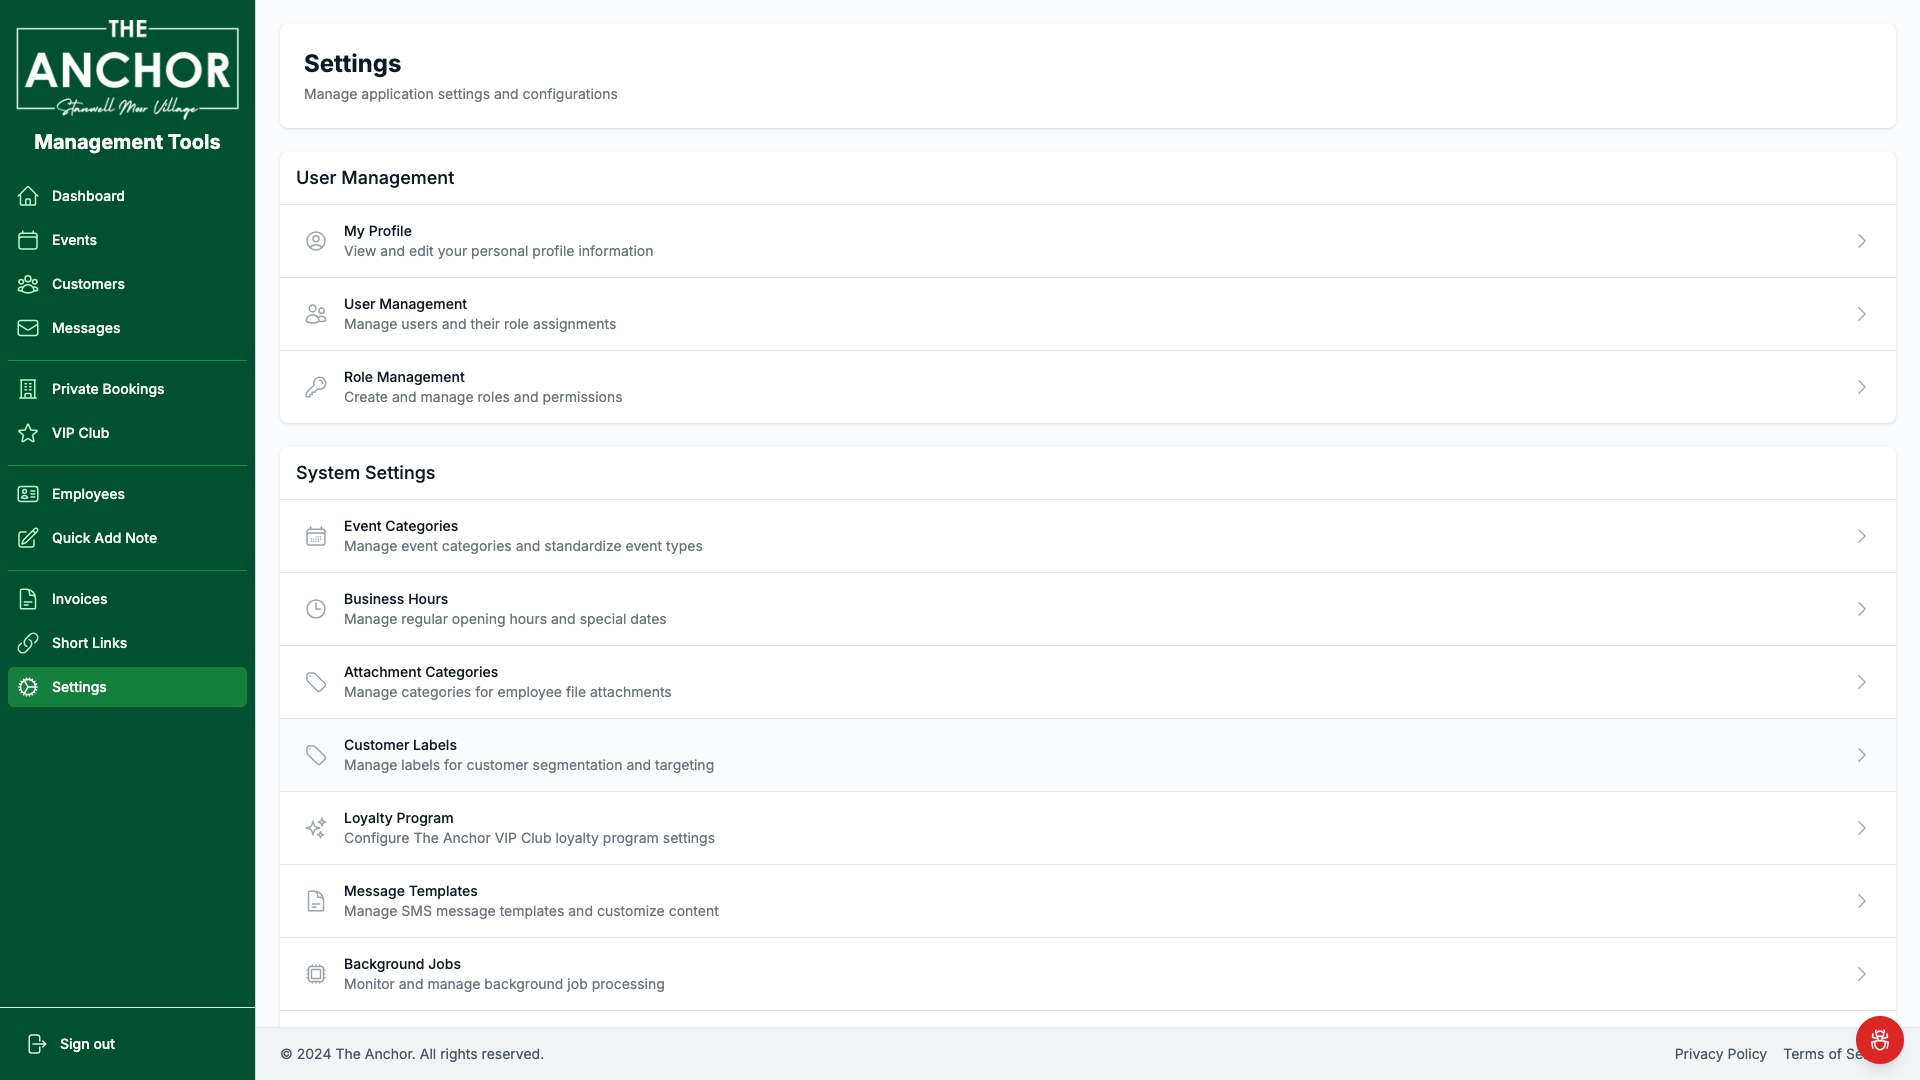 THE
ANCHOR
Stanwell Moor Village
Management Tools
Dashboard
Events
Customers
Messages
Private Bookings
VIP Club
Employees
Quick Add Note
Invoices
Short Links
Settings
Sign out
Settings
Manage application settings and configurations
User Management
My Profile
View and edit your personal profile information
User Management
Manage users and their role assignments
Role Management
Create and manage roles and permissions
System Settings
Event Categories
Manage event categories and standardize event types
Business Hours
Manage regular opening hours and special dates
Attachment Categories
Manage categories for employee file attachments
Customer Labels
Manage labels for customer segmentation and targeting
Loyalty Program
Configure The Anchor VIP Club loyalty program settings
Message Templates
Manage SMS message templates and customize content
Background Jobs
Monitor and manage background job processing
© 2024 The Anchor. All rights reserved.
Privacy Policy
Terms of